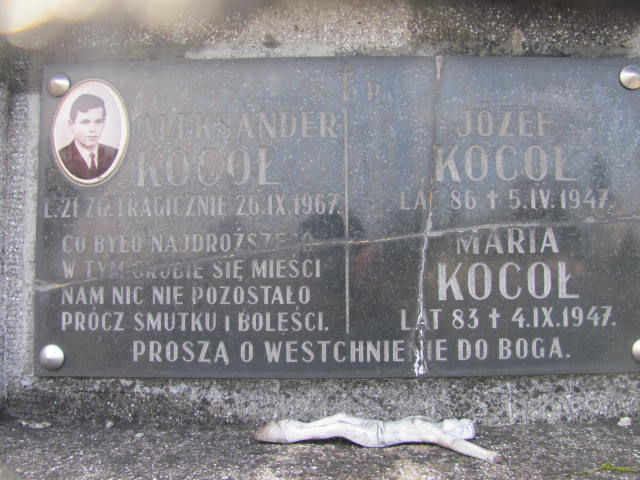 Ś † P.
ALEKSANDER
KOCOŁ
L. 21 ZG. TRAGICZNIE 26.IX.1967.
CO BYŁO NAJDROŻSZEGO
W TYM GROBIE SIĘ MIEŚCI
NAM NIC NIE POZOSTAŁO
PRÓCZ SMUTKU i BOLEŚCI.
JÓZEF
KOCOŁ
LAT 86 † 5.IV.1947.
MARIA
KOCOŁ
LAT 83 † 4.IX.1947.
PROSZĄ O WESTCHNIENIE DO BOGA.